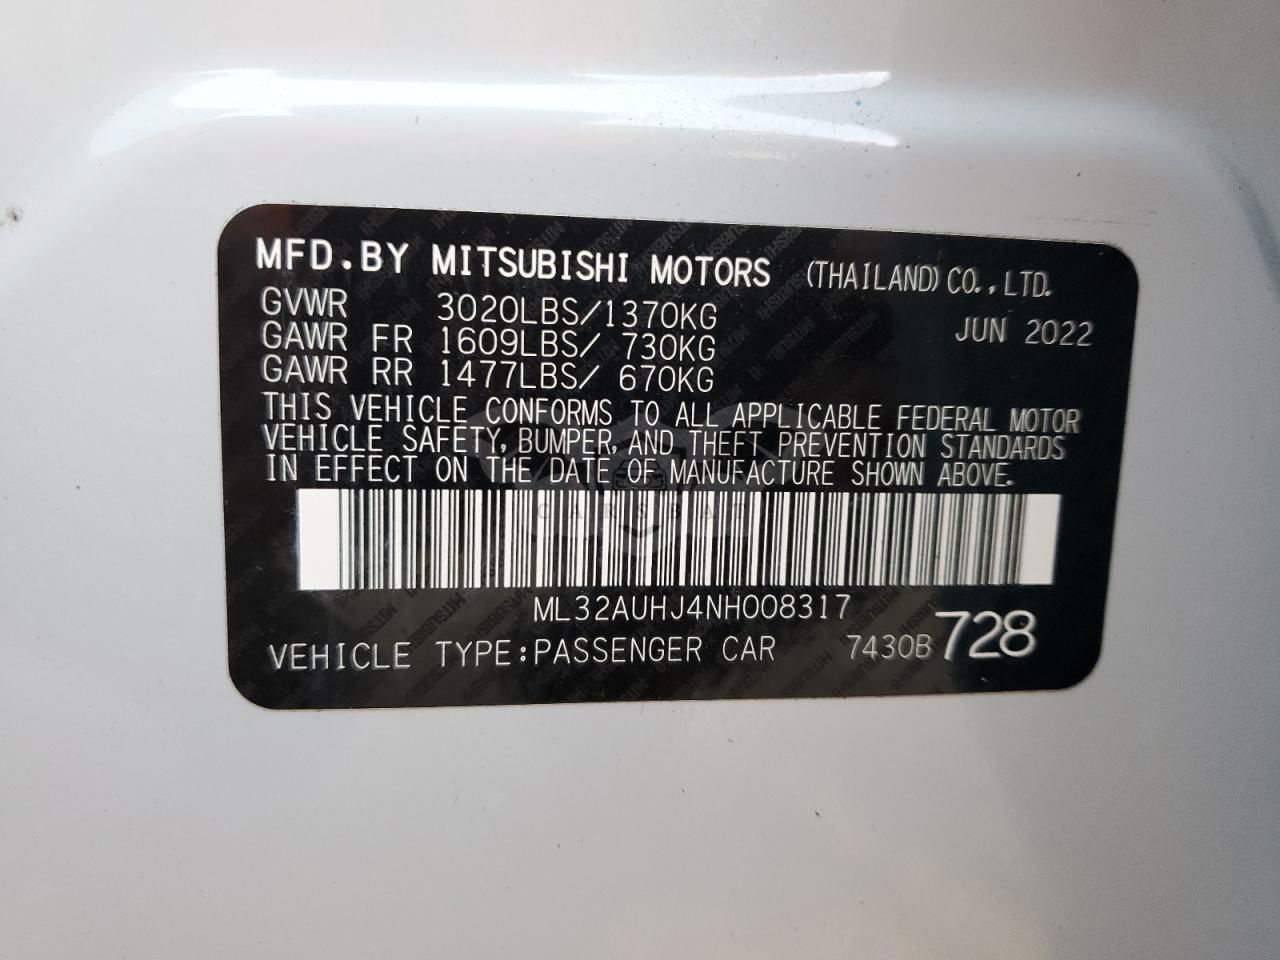 MFD.BY MITSUBISHI MOTORS (THAILAND) CO.,LTD.
GVWR 3020LBS/1370KG
GAWR FR 1609LBS/ 730KG JUN 2022
GAWR RR 1477LBS/ 670KG
THIS VEHICLE CONFORMS TO ALL APPLICABLE FEDERAL MOTOR
VEHICLE SAFETY, BUMPER, AND THEFT PREVENTION STANDARDS
IN EFFECT ON THE DATE OF MANUFACTURE SHOWN ABOVE.
CARSBAT
ML32AUHJ4NH008317
VEHICLE TYPE:PASSENGER CAR 7430B 728